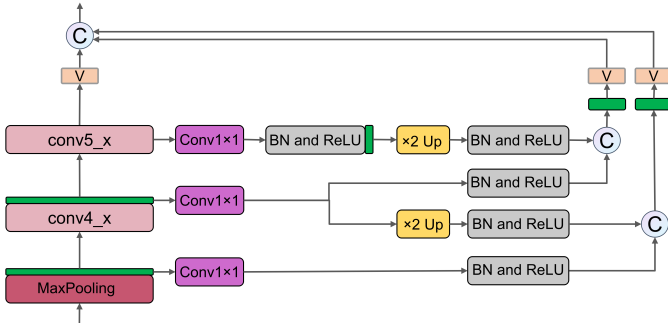 C
V
V
V
conv5_x
Conv1×1
BN and ReLU
×2 Up
BN and ReLU
C
conv4_x
Conv1×1
BN and ReLU
×2 Up
BN and ReLU
C
MaxPooling
Conv1×1
BN and ReLU